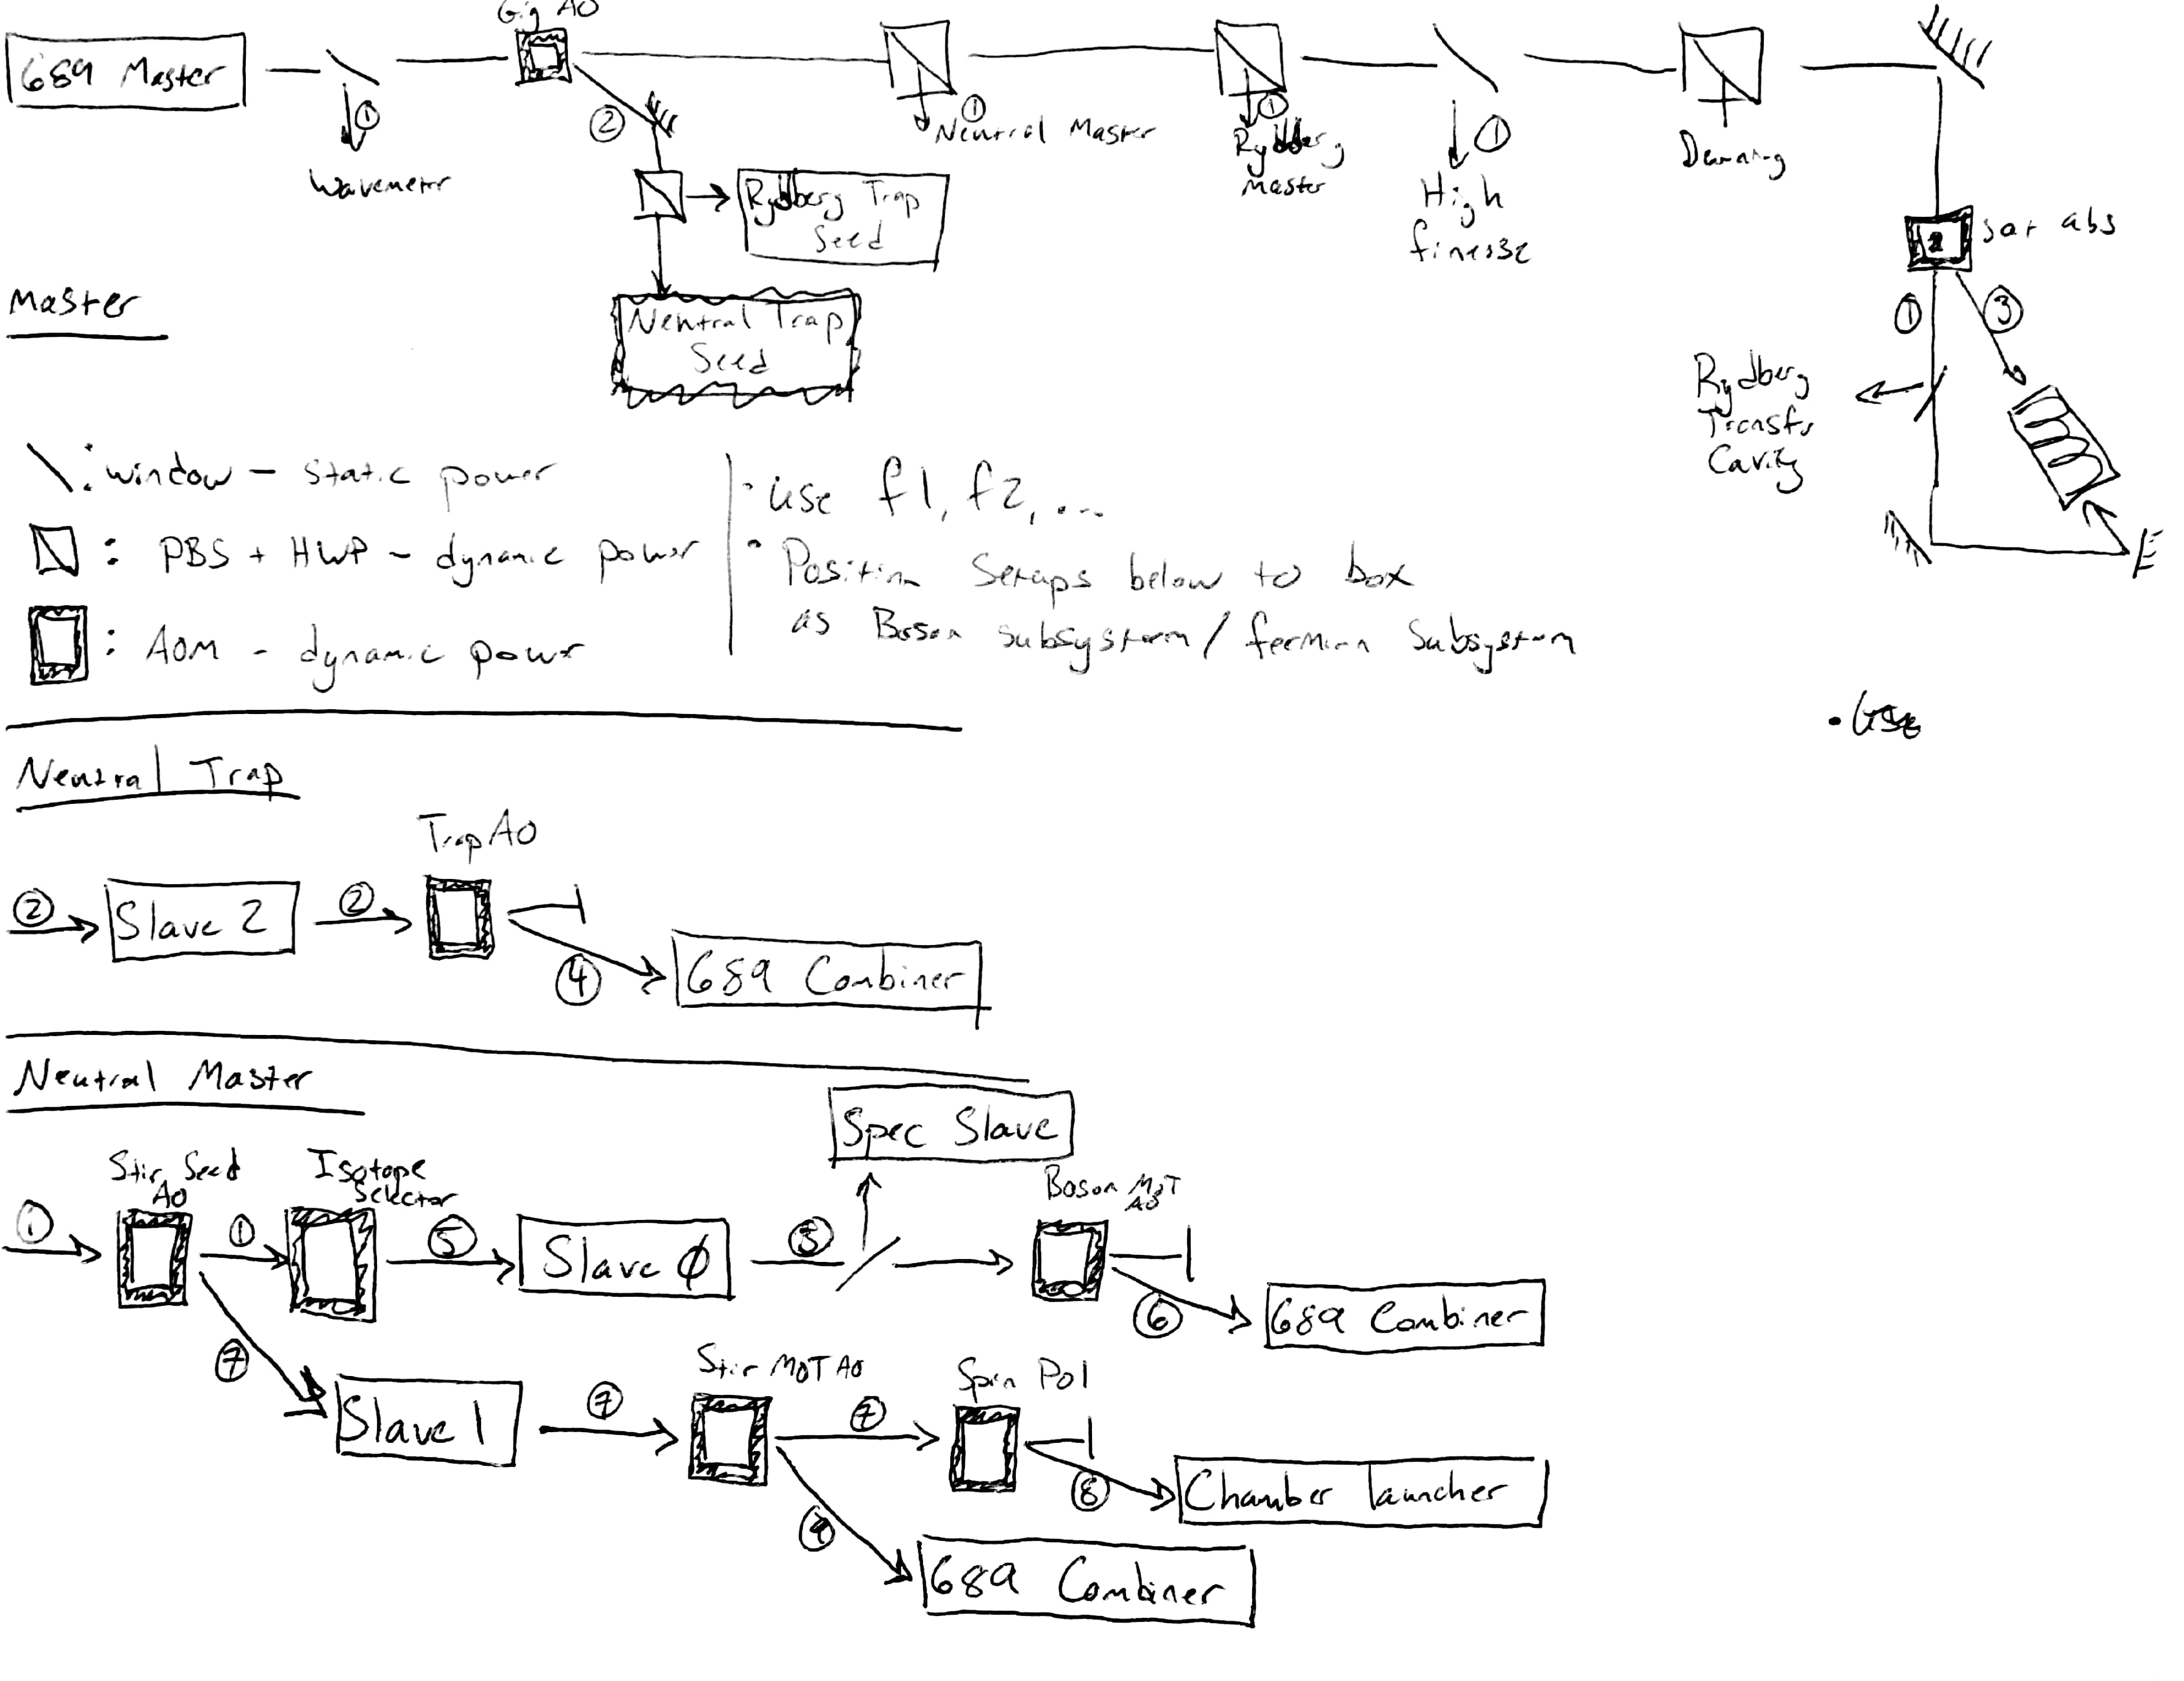 Gig AO
689 Master
①
Wavemeter
②
①
Neutral Master
①
Rydberg
Master
①
High
finesse
sat abs
Rydberg Trap
Seed
Neutral Trap
Seed
Master
①
③
Rydberg
Transfr
Cavity
\ : window - static power
: PBS + HWP - dynamic power
: AOM - dynamic power
· use f1, f2, ...
· Position Setups below to box
as Boson subsystem / fermion Subsystem
• Use
Neutral Trap
Trap AO
②
Slave 2
②
④
689 Combiner
Neutral Master
Spec Slave
Stir Seed
AO
Isotope
Selector
Boson MOT
AO
①
①
⑤
Slave 0
⑤
⑥
689 Combiner
⑦
Slave 1
⑦
Stir MOT AO
⑦
Spin Pol
⑧
Chamber launcher
⑨
689 Combiner